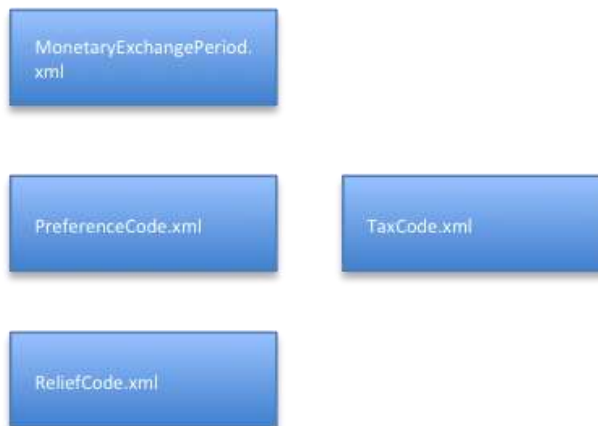 MonetaryExchangePeriod.
xml
PreferenceCode.xml
TaxCode.xml
ReliefCode.xml